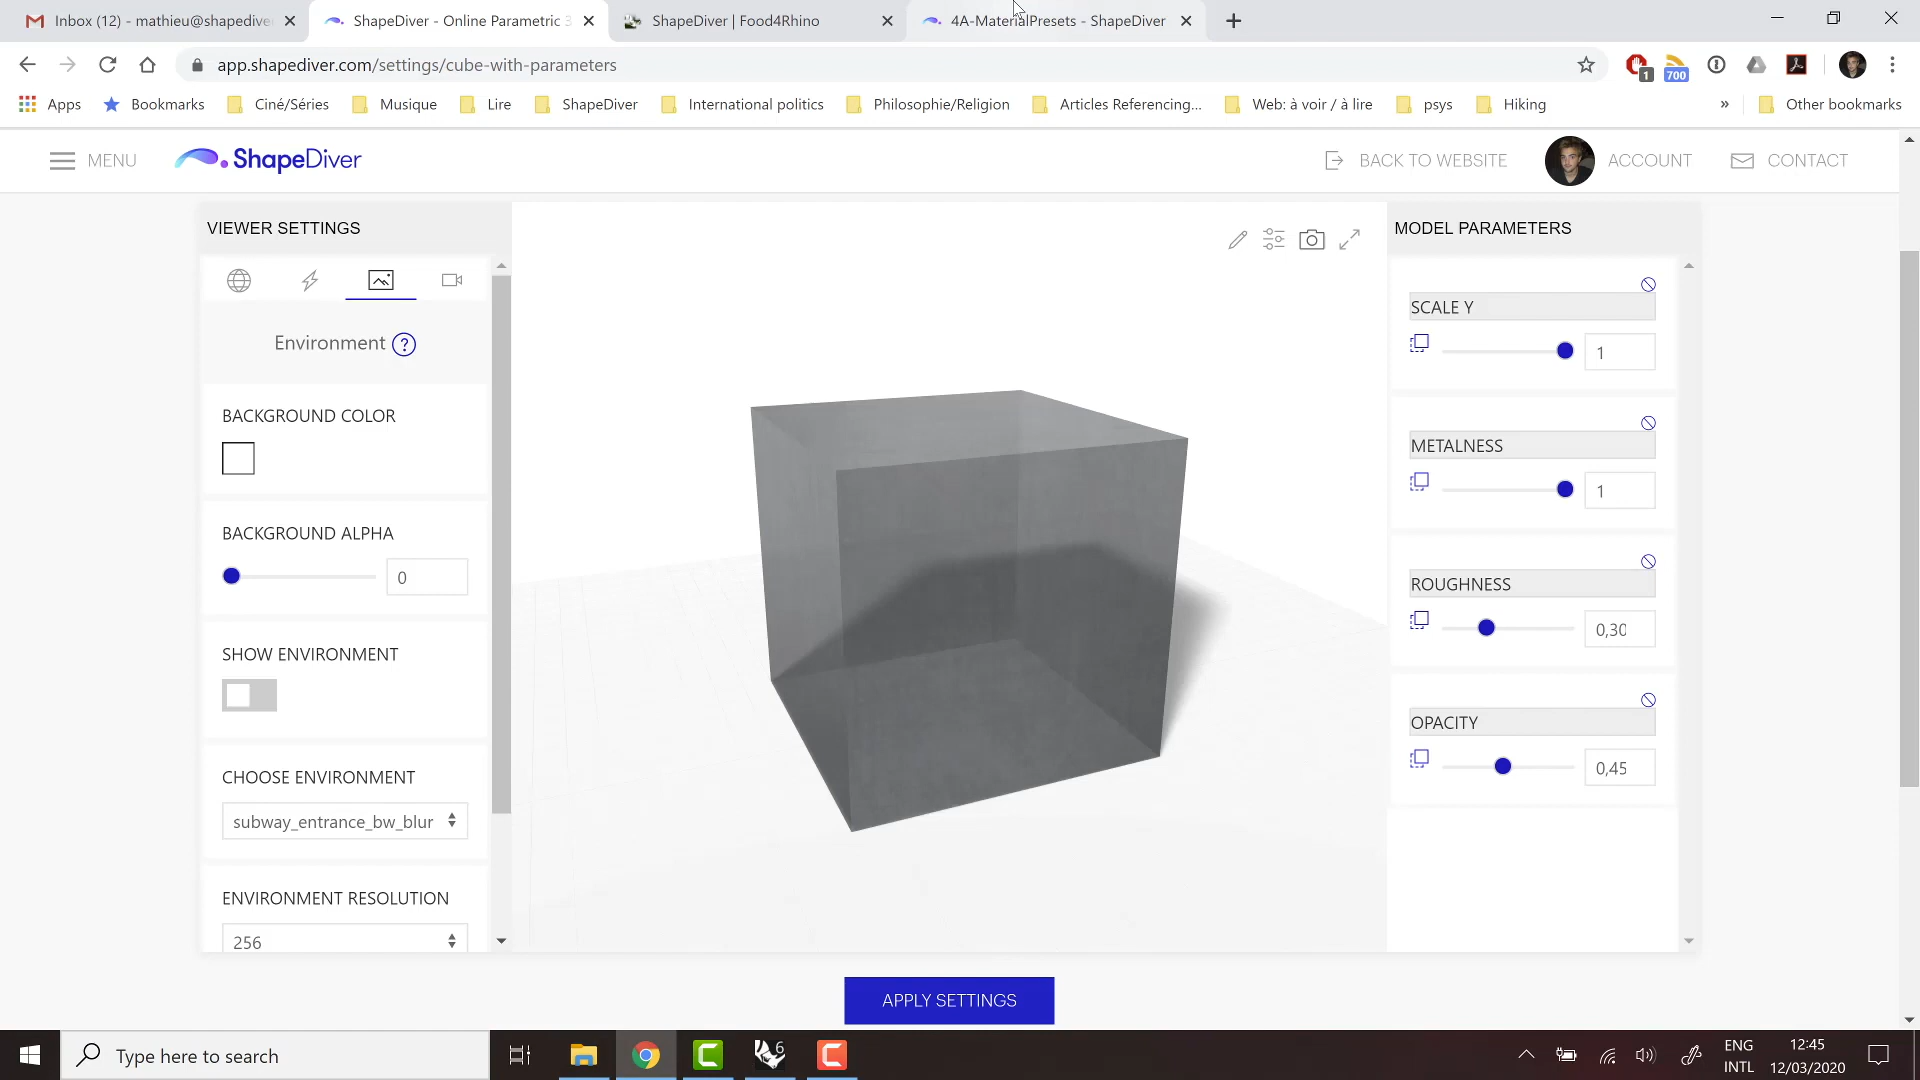 Inbox (12) - mathieu@shapedive
ShapeDiver - Online Parametric 3
ShapeDiver | Food4Rhino
4A-MaterialPresets - ShapeDiver
app.shapediver.com/settings/cube-with-parameters
1
700
Apps
Bookmarks
Ciné/Séries
Musique
Lire
ShapeDiver
International politics
Philosophie/Religion
Articles Referencing...
Web: à voir / à lire
psys
Hiking
»
Other bookmarks
MENU
ShapeDiver
BACK TO WEBSITE
ACCOUNT
CONTACT
VIEWER SETTINGS
Environment ?
BACKGROUND COLOR
BACKGROUND ALPHA
0
SHOW ENVIRONMENT
CHOOSE ENVIRONMENT
subway_entrance_bw_blur
ENVIRONMENT RESOLUTION
256
MODEL PARAMETERS
SCALE Y
1
METALNESS
1
ROUGHNESS
0,30
OPACITY
0,45
APPLY SETTINGS
Type here to search
6
ENG
INTL
12:45
12/03/2020